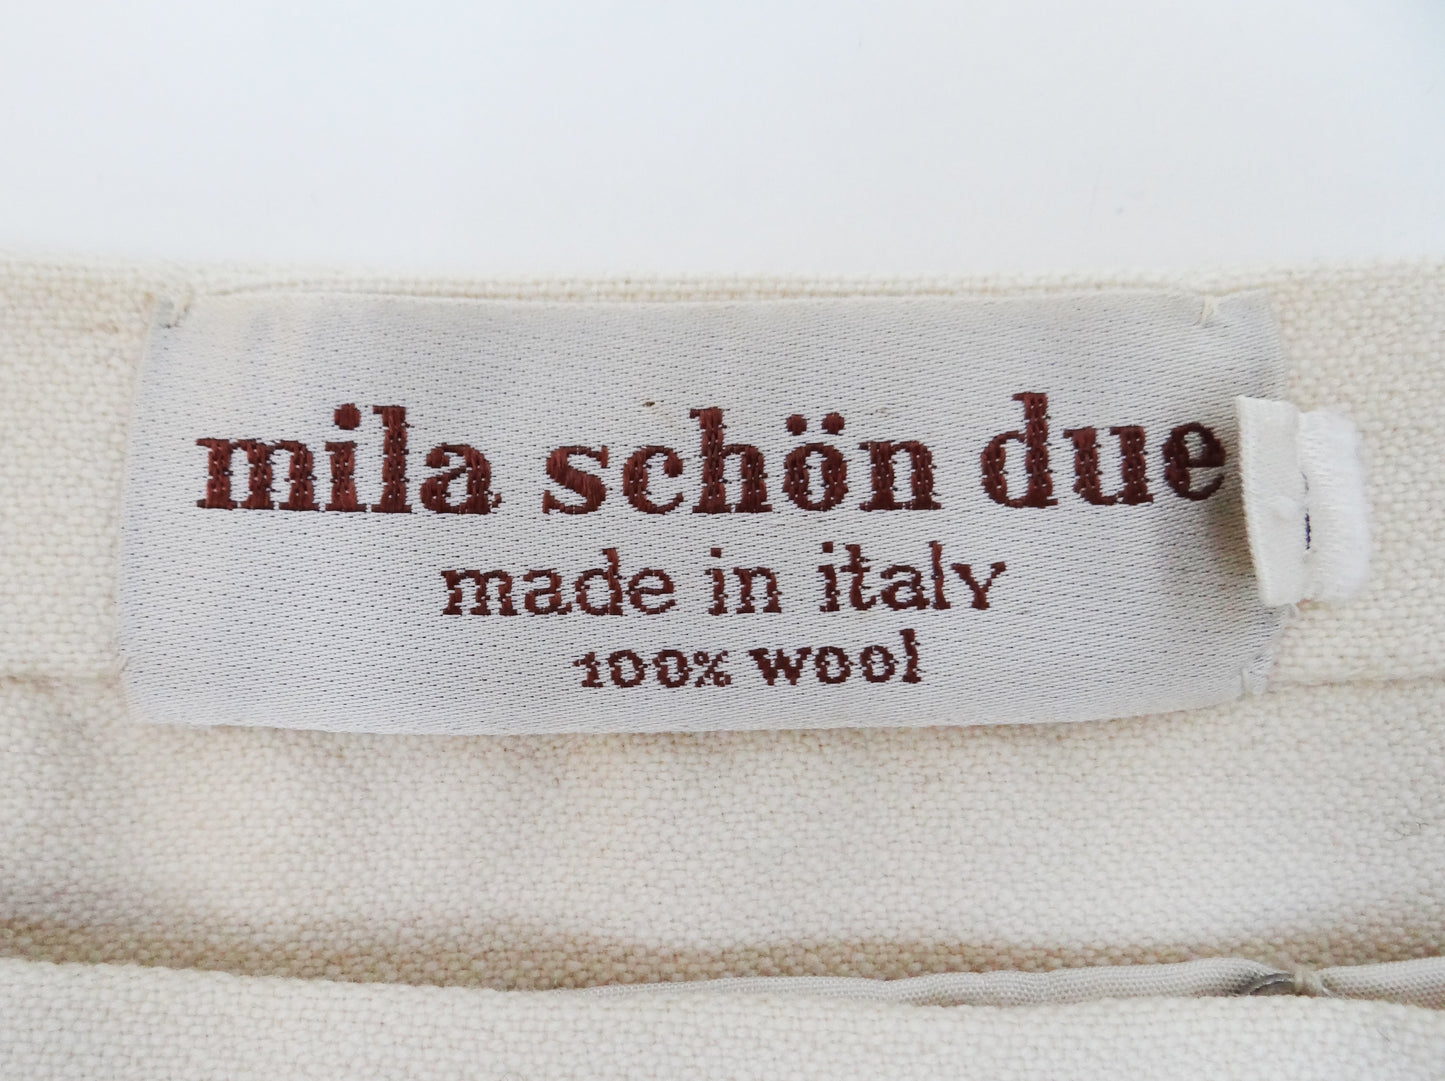 mila schön due
made in italy
100% wool